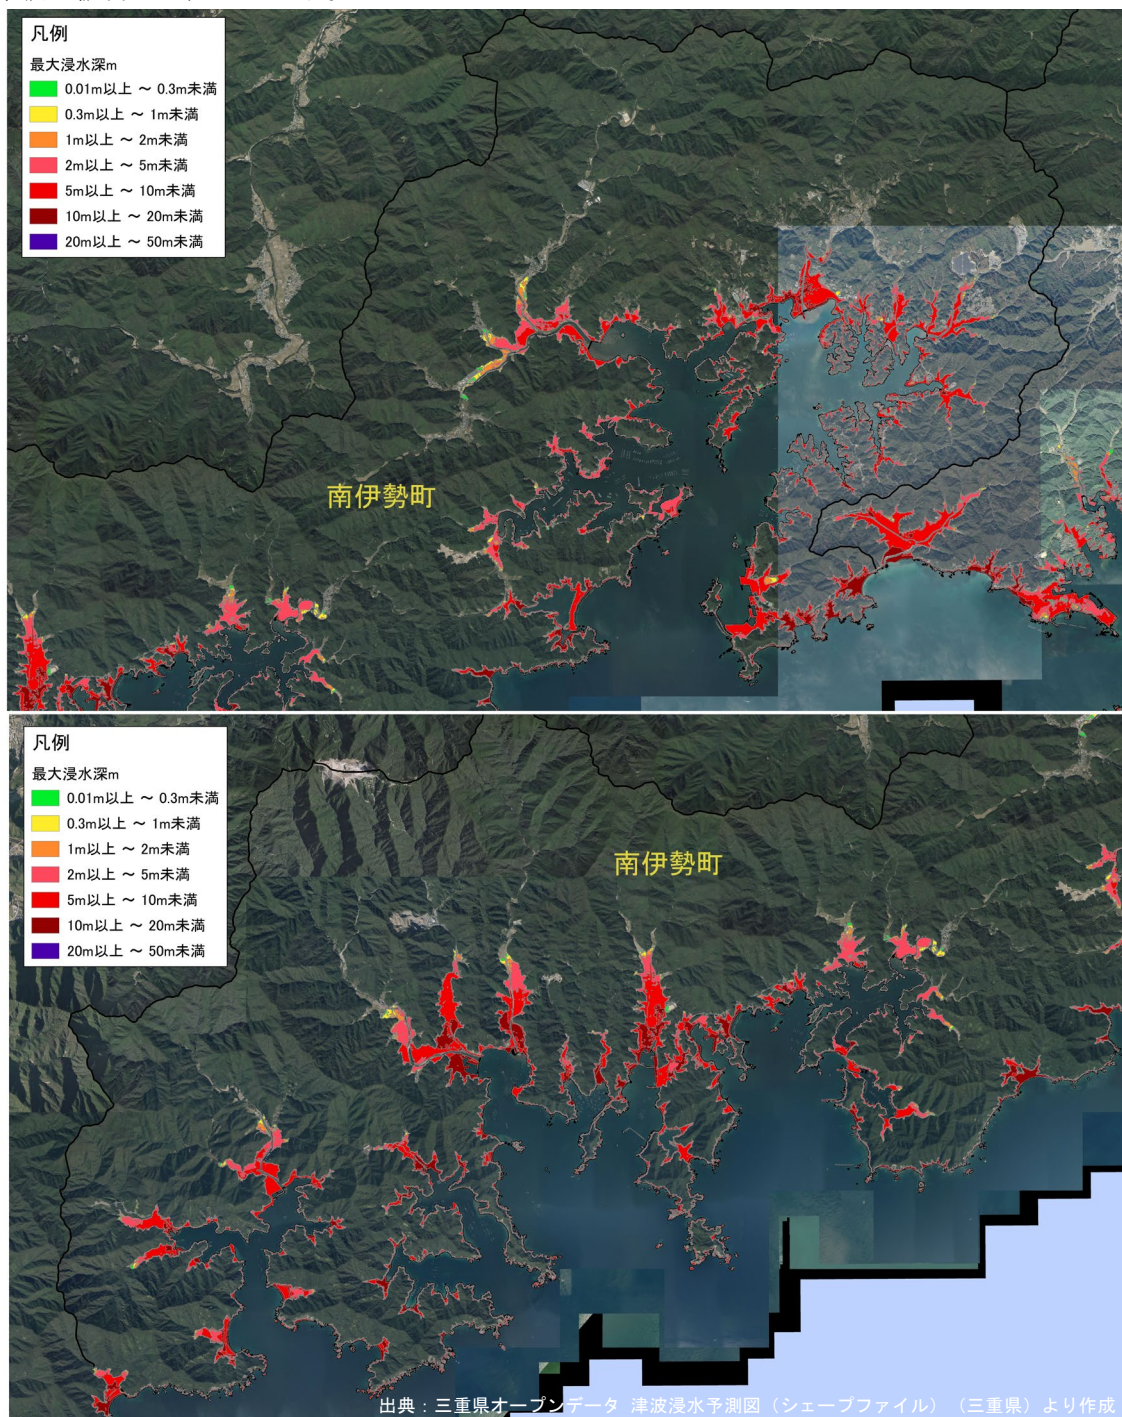 凡例
最大浸水深m
0.01m以上 ～ 0.3m未満
0.3m以上 ～ 1m未満
1m以上 ～ 2m未満
2m以上 ～ 5m未満
5m以上 ～ 10m未満
10m以上 ～ 20m未満
20m以上 ～ 50m未満
南伊勢町
凡例
最大浸水深m
0.01m以上 ～ 0.3m未満
0.3m以上 ～ 1m未満
1m以上 ～ 2m未満
2m以上 ～ 5m未満
5m以上 ～ 10m未満
10m以上 ～ 20m未満
20m以上 ～ 50m未満
南伊勢町
出典：三重県オープンデータ 津波浸水予測図（シェープファイル）（三重県）より作成